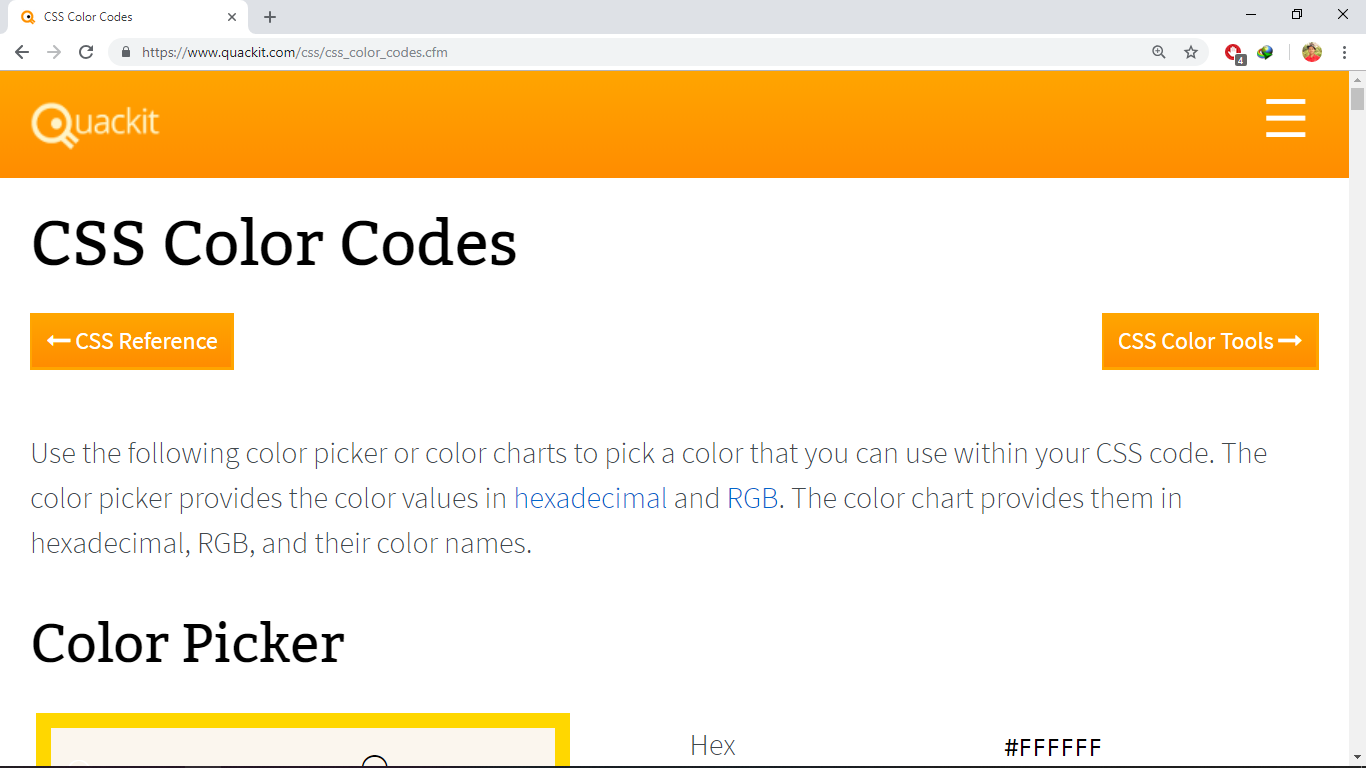 CSS Color Codes
https://www.quackit.com/css/css_color_codes.cfm
4
Quackit
CSS Color Codes
CSS Reference
CSS Color Tools
Use the following color picker or color charts to pick a color that you can use within your CSS code. The
color picker provides the color values in hexadecimal and RGB. The color chart provides them in
hexadecimal, RGB, and their color names.
Color Picker
Hex
#FFFFFF